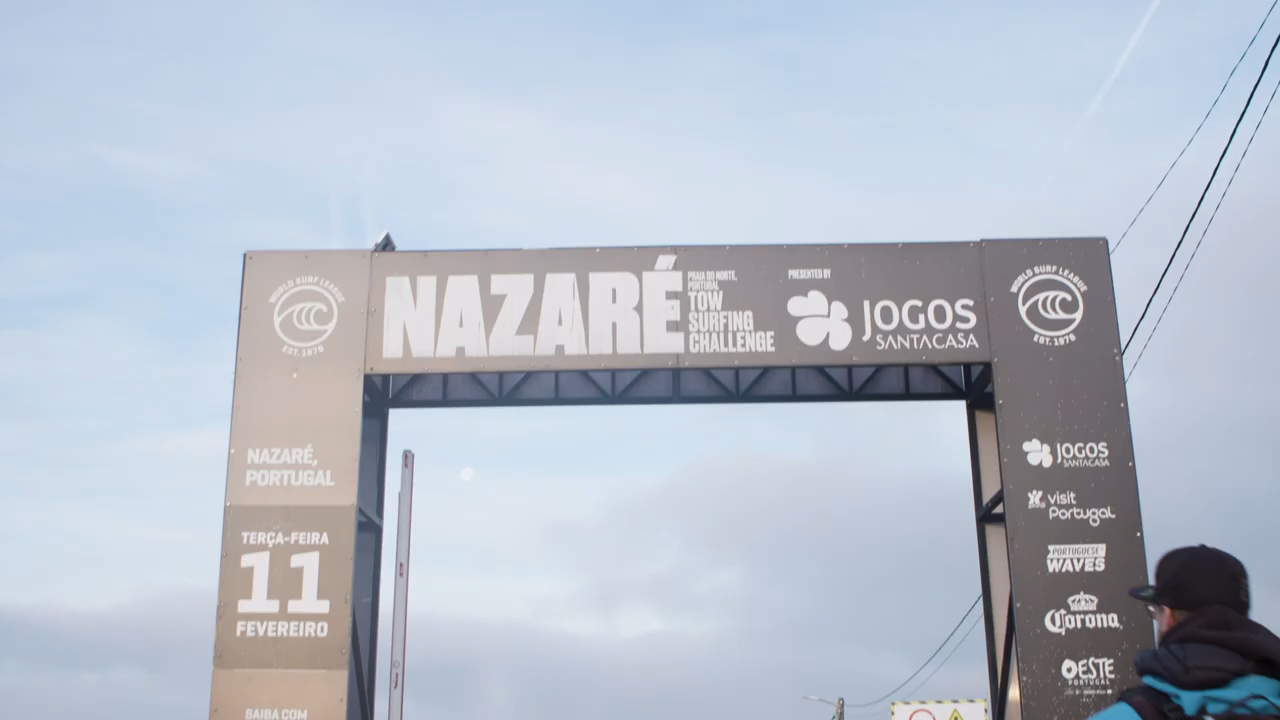 WORLD SURF LEAGUE
EST. 1976
NAZARÉ
PRAIA DO NORTE,
PORTUGAL
TOW
SURFING
CHALLENGE
PRESENTED BY
JOGOS
SANTACASA
WORLD SURF LEAGUE
EST. 1976
NAZARÉ,
PORTUGAL
TERÇA-FEIRA
11
FEVEREIRO
SAIBA COM
JOGOS
SANTACASA
visit
Portugal
PORTUGUESE
WAVES
Corona
OESTE
PORTUGAL